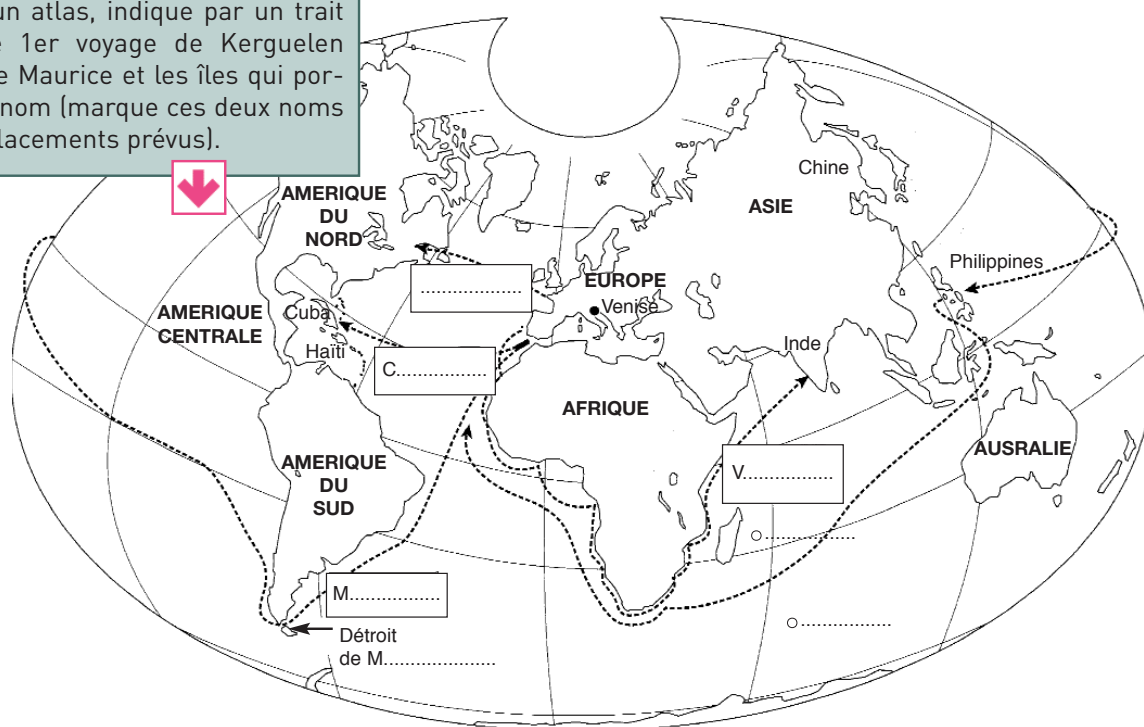 un atlas, indique par un trait
1er voyage de Kerguelen
Maurice et les îles qui por-
nom (marque ces deux noms
prévus).
AMERIQUE
DU
NORD
AMERIQUE
CENTRALE
Cuba
Haïti
AMERIQUE
DU
SUD
.......................
C...................
M..................
Détroit
de M......................
EUROPE
Venise
AFRIQUE
V..................
ASIE
Chine
Inde
Philippines
AUSRALIE
..................
..................